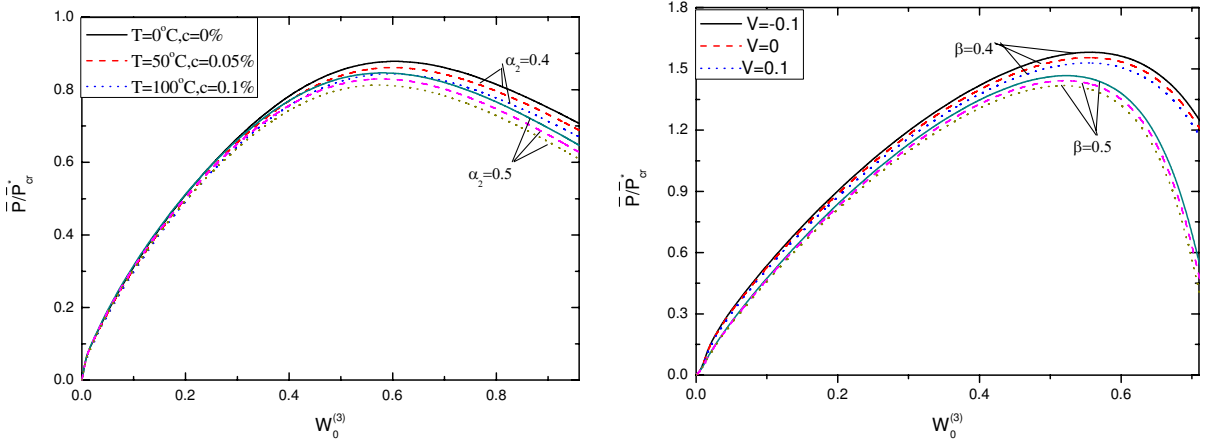 1.0
0.8
0.6
0.4
0.2
0.0
P̄/P̄*cr
T=0°C,c=0%
T=50°C,c=0.05%
T=100°C,c=0.1%
α₂=0.4
α₂=0.5
0.0 0.2 0.4 0.6 0.8
W₀⁽³⁾
1.8
1.5
1.2
0.9
0.6
0.3
0.0
P̄/P̄*cr
V=-0.1
V=0
V=0.1
β=0.4
β=0.5
0.0 0.2 0.4 0.6
W₀⁽³⁾